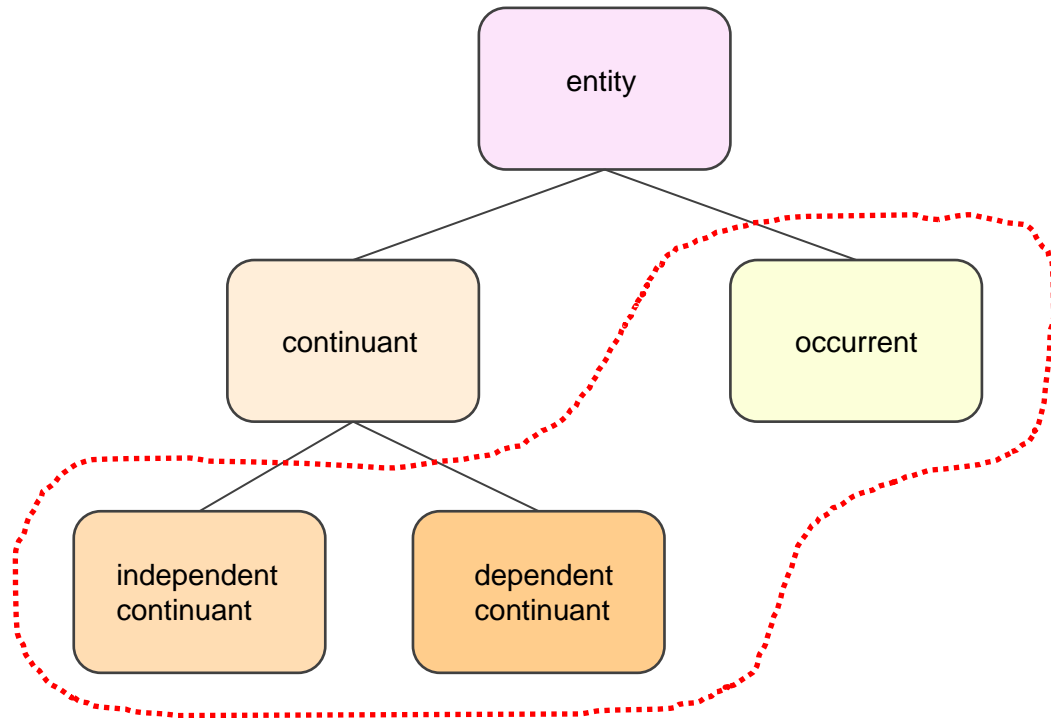 entity
continuant
occurrent
independent
continuant
dependent
continuant